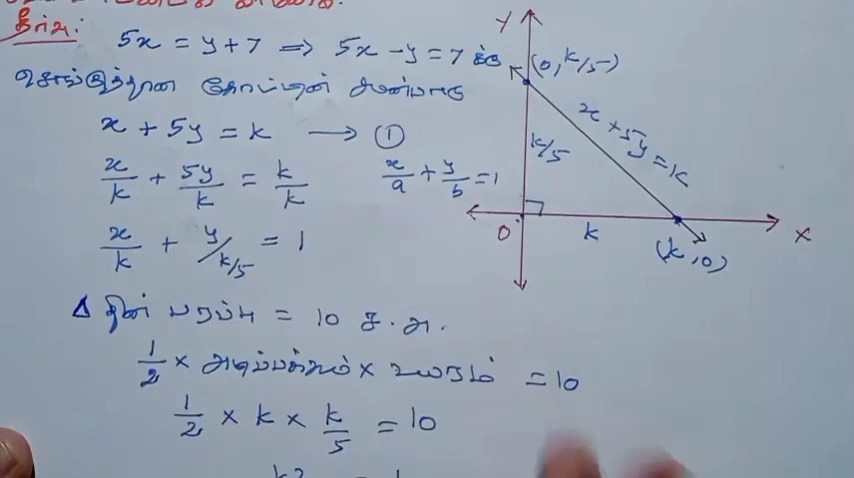 தீர்வு:
5x = y + 7 ⇒ 5x − y = 7 க்கு
செங்குத்தான கோட்டின் சமன்பாடு
x + 5y = k ⟶ ①
x/k + 5y/k = k/k
x/a + y/b = 1
x/k + y/k/5 = 1
Δ தின் பரப்பு = 10 ச.அ.
1/2 × அடிப்பக்கம் × உயரம் = 10
1/2 × k × k/5 = 10
Y
(0, k/5)
x + 5y = k
k/5
O
k
(k, 0)
X